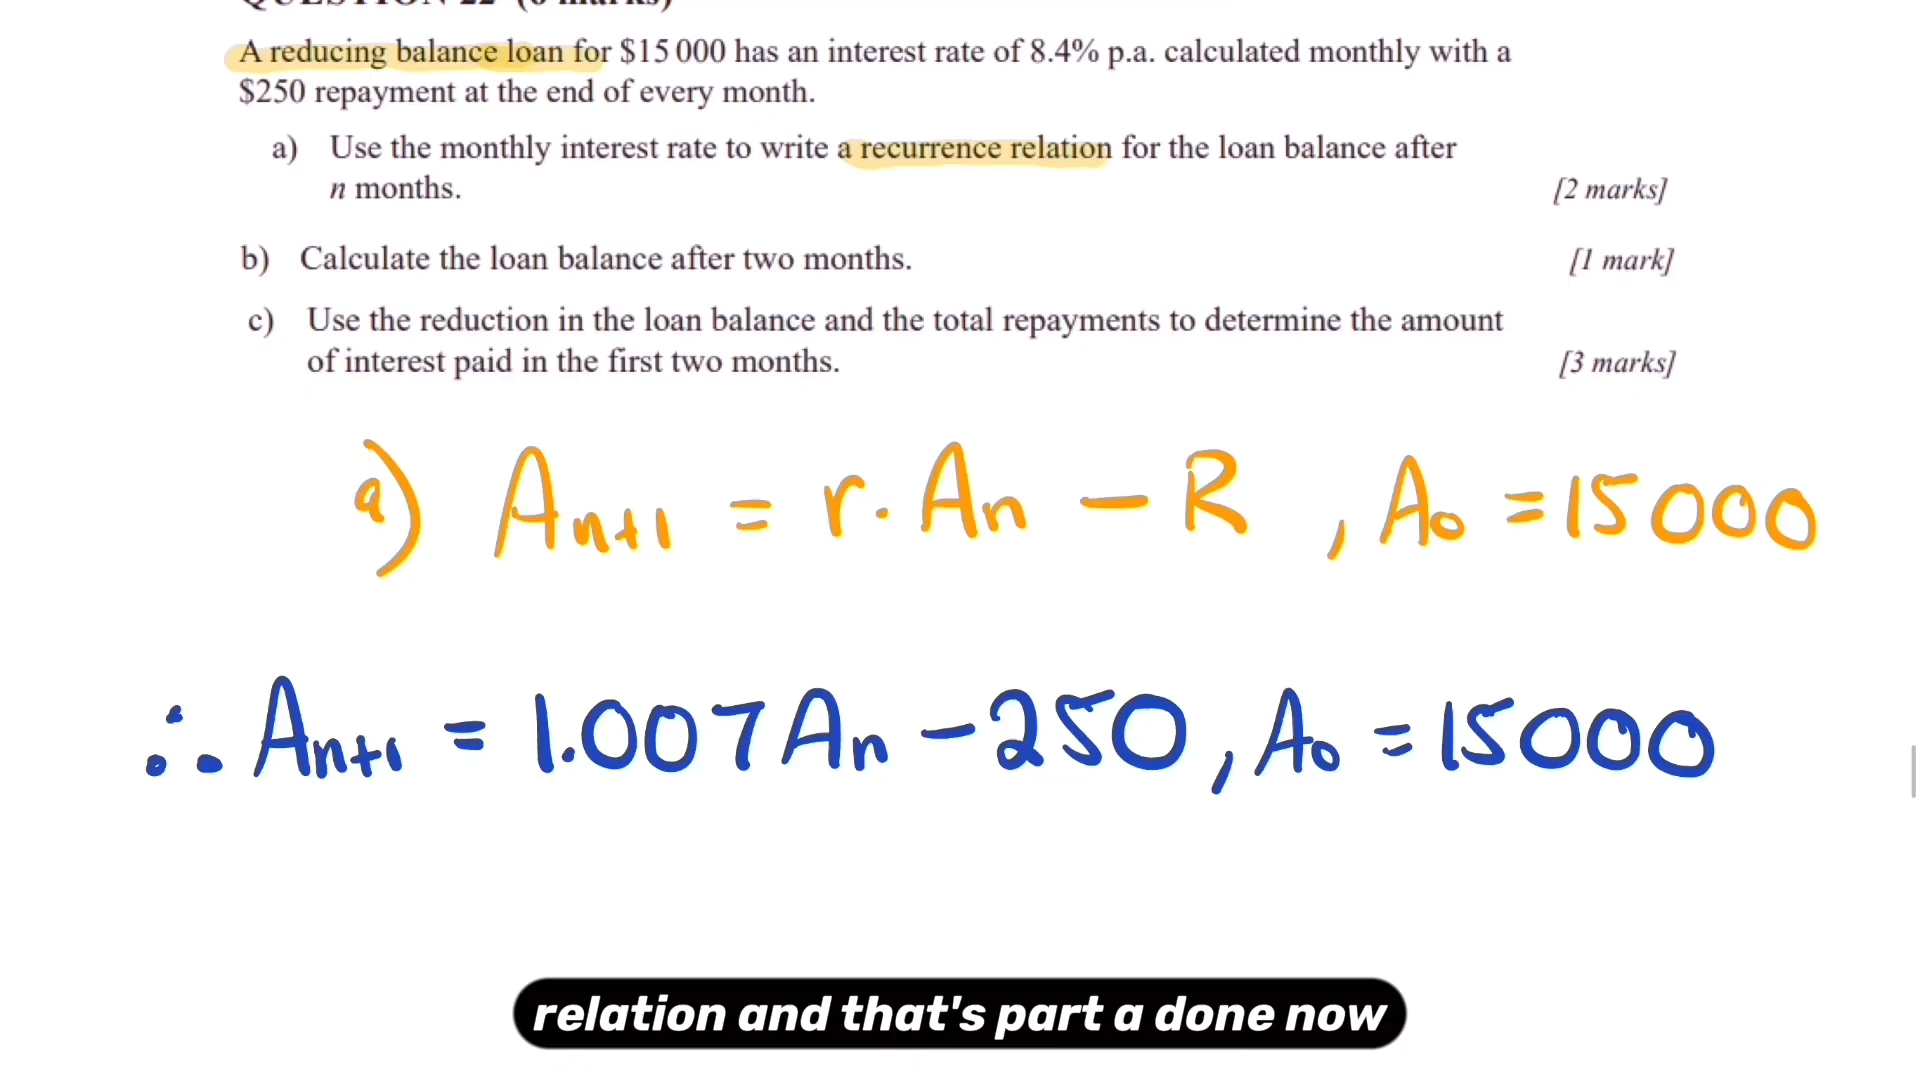 QUESTION 22 (6 marks)
A reducing balance loan for $15 000 has an interest rate of 8.4% p.a. calculated monthly with a
$250 repayment at the end of every month.
a) Use the monthly interest rate to write a recurrence relation for the loan balance after
n months. [2 marks]
b) Calculate the loan balance after two months. [1 mark]
c) Use the reduction in the loan balance and the total repayments to determine the amount
of interest paid in the first two months. [3 marks]
a) Aₙ₊₁ = r. Aₙ − R , A₀ = 15000
∴ Aₙ₊₁ = 1.007Aₙ − 250, A₀ = 15000
relation and that's part a done now